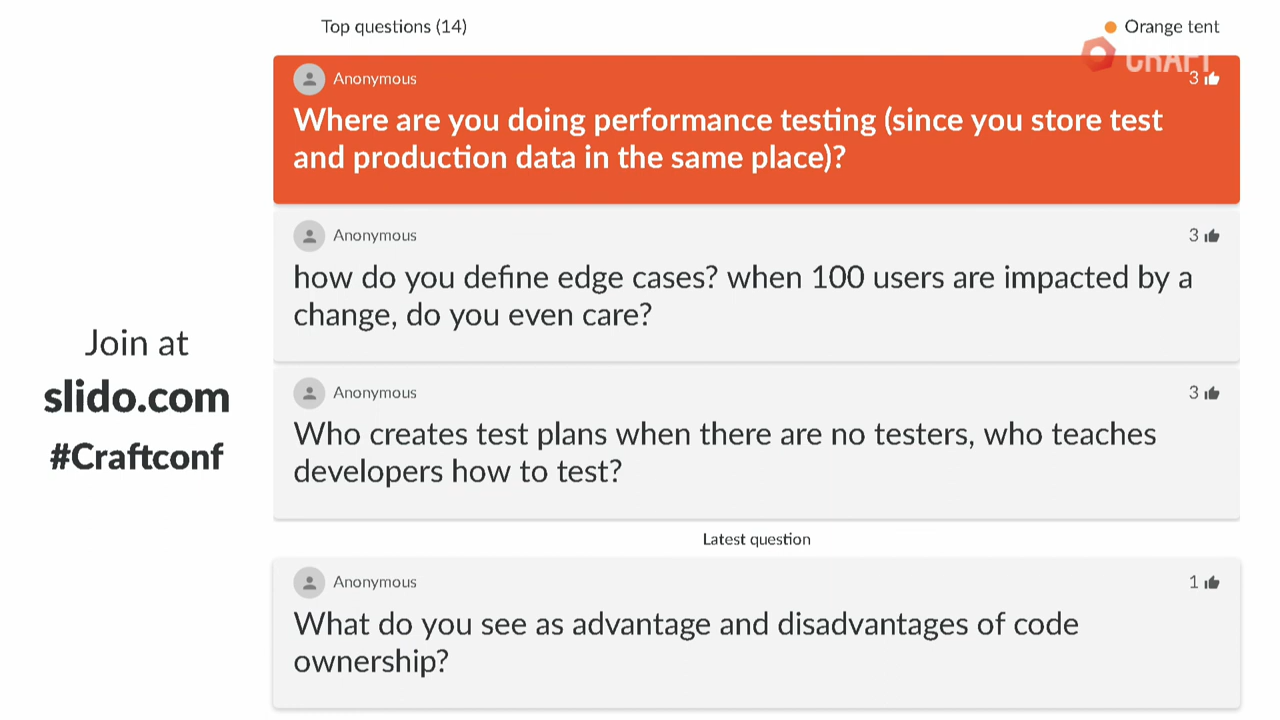 Top questions (14)
Orange tent
CRAFT
Anonymous
3
Where are you doing performance testing (since you store test
and production data in the same place)?
Anonymous
3
how do you define edge cases? when 100 users are impacted by a
change, do you even care?
Anonymous
3
Who creates test plans when there are no testers, who teaches
developers how to test?
Join at
slido.com
#Craftconf
Latest question
Anonymous
1
What do you see as advantage and disadvantages of code
ownership?